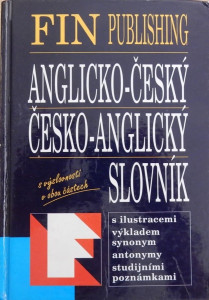 FIN PUBLISHING
ANGLICKO-ČESKÝ
ČESKO-ANGLICKÝ
SLOVNÍK
s výslovností
v obou částech
s ilustracemi
výkladem
synonym
antonymy
studijními
poznámkami